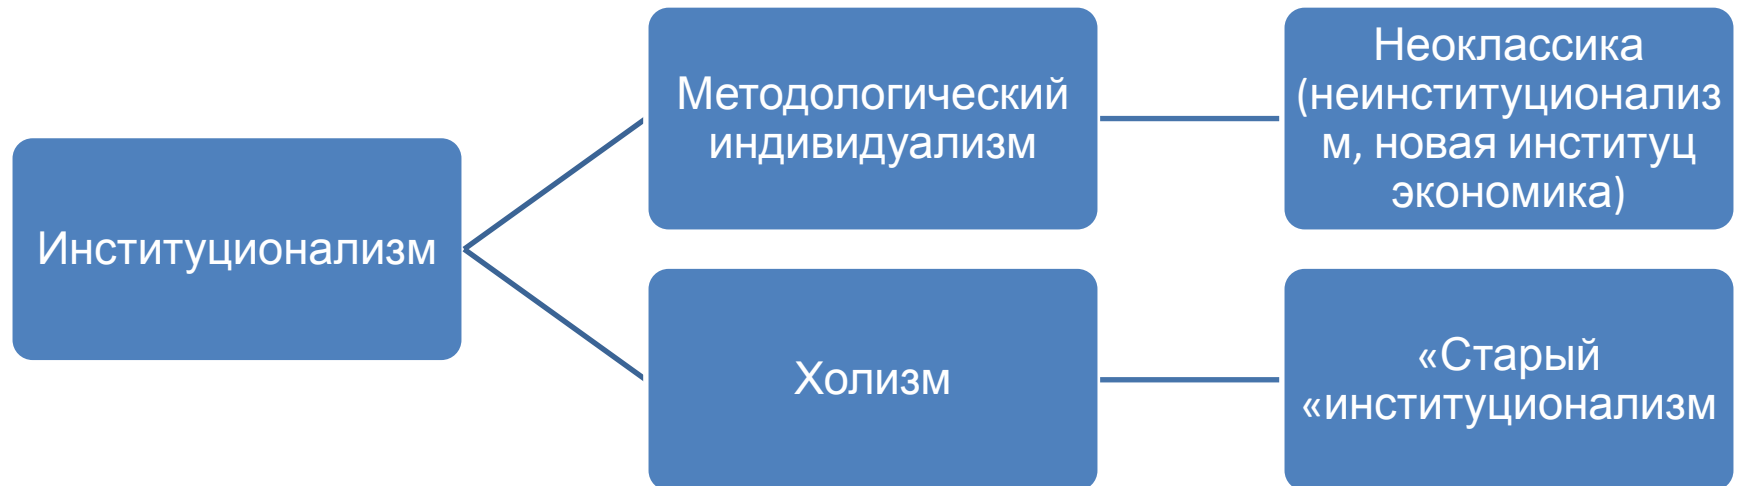 Институционализм
Методологический
индивидуализм
Неоклассика
(неинституционализ
м, новая институц
экономика)
Холизм
«Старый
«институционализм